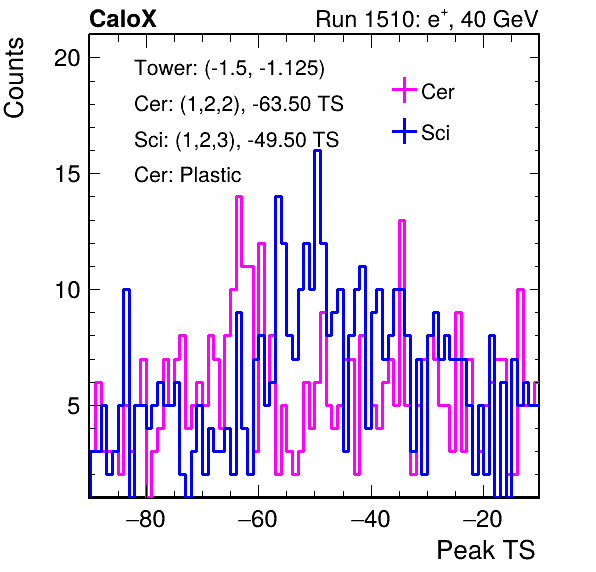 CaloX Run 1510: e⁺, 40 GeV
Counts
Tower: (-1.5, -1.125)
Cer: (1,2,2), -63.50 TS
Sci: (1,2,3), -49.50 TS
Cer: Plastic
Cer
Sci
20
15
10
5
−80 −60 −40 −20
Peak TS